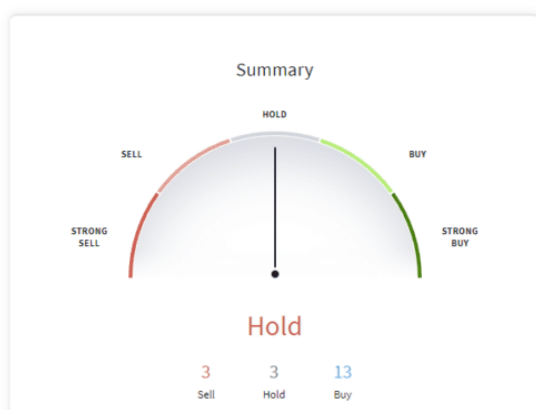 Summary
HOLD
SELL
BUY
STRONG
SELL
STRONG
BUY
Hold
3 3 13
Sell Hold Buy